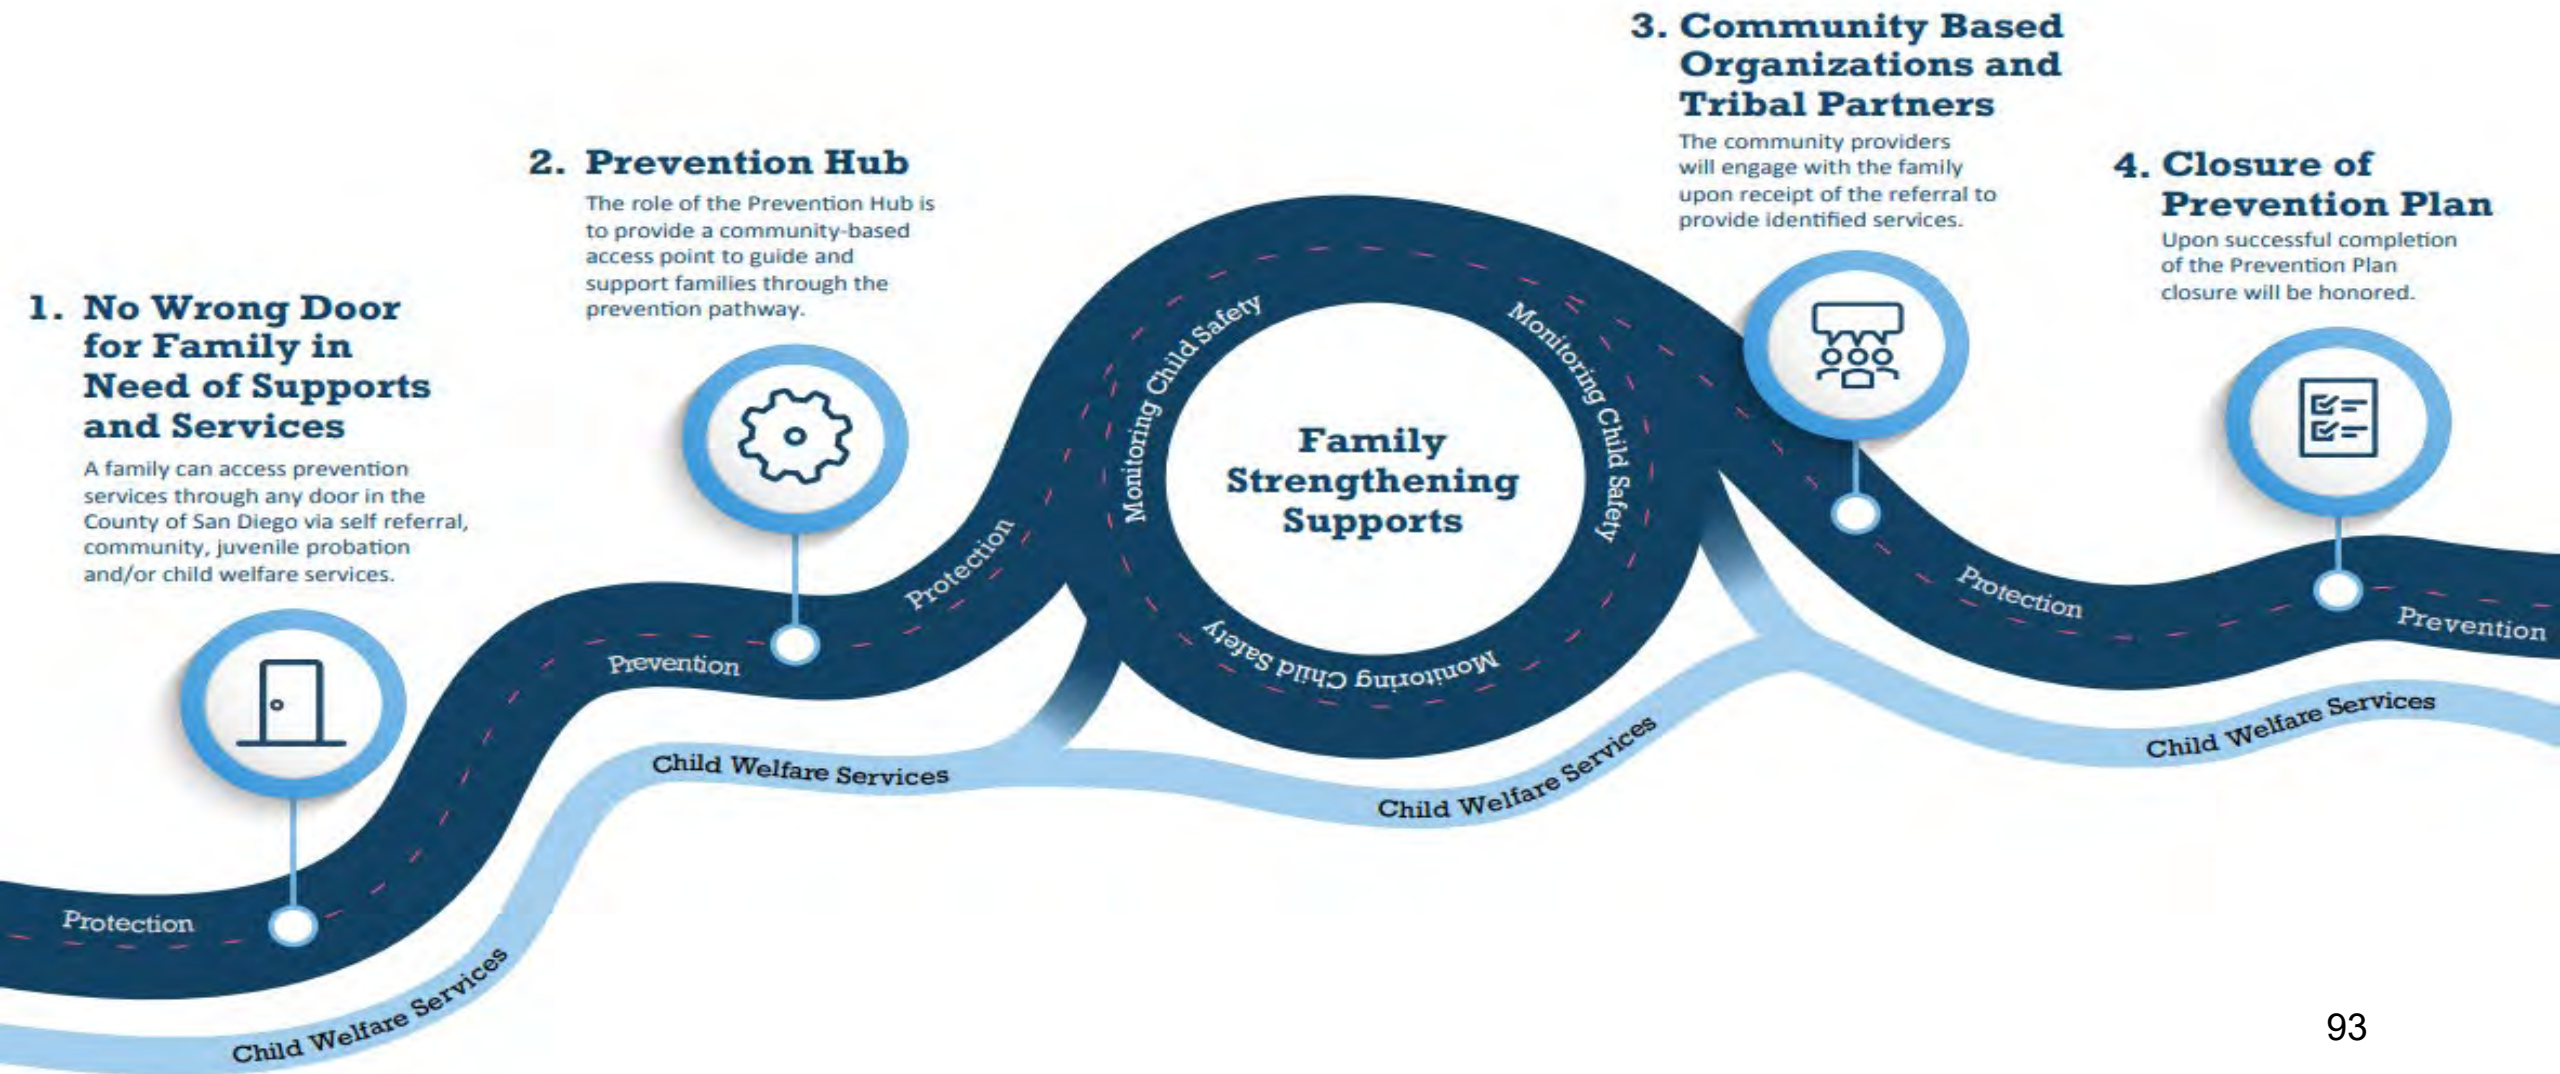 1. No Wrong Door
for Family in
Need of Supports
and Services
A family can access prevention
services through any door in the
County of San Diego via self referral,
community, juvenile probation
and/or child welfare services.
2. Prevention Hub
The role of the Prevention Hub is
to provide a community-based
access point to guide and
support families through the
prevention pathway.
3. Community Based
Organizations and
Tribal Partners
The community providers
will engage with the family
upon receipt of the referral to
provide identified services.
4. Closure of
Prevention Plan
Upon successful completion
of the Prevention Plan
closure will be honored.
Protection
Prevention
Protection
Monitoring Child Safety
Monitoring Child Safety
Monitoring Child Safety
Family
Strengthening
Supports
Protection
Prevention
Child Welfare Services
Child Welfare Services
Child Welfare Services
Child Welfare Services
93